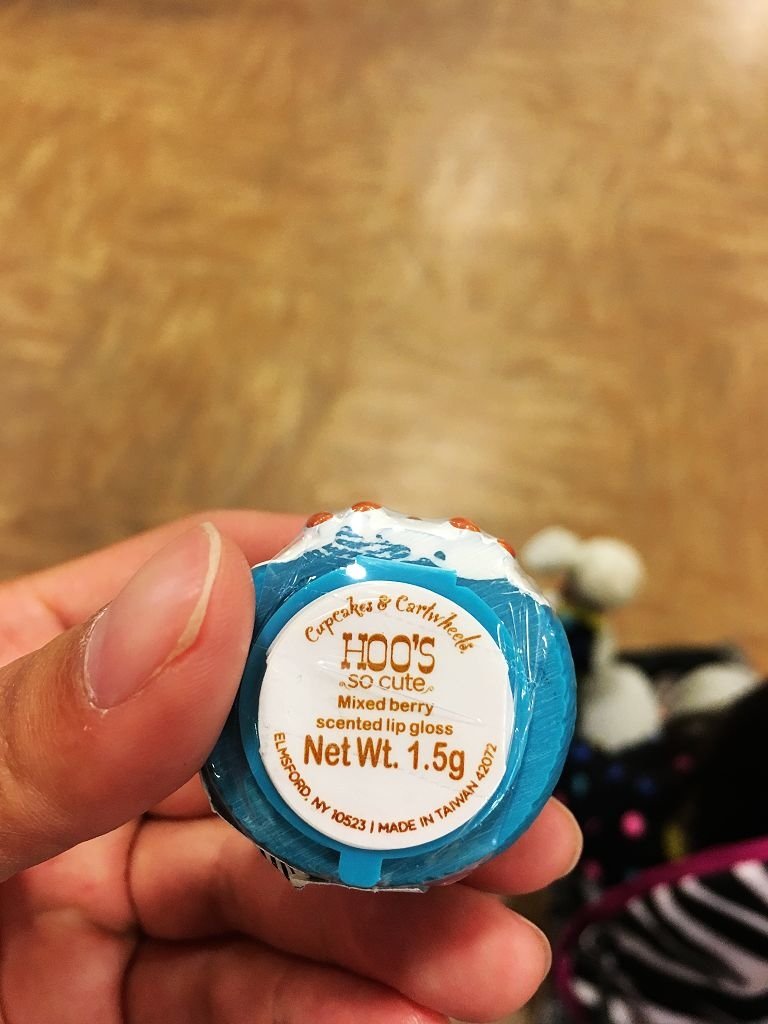 Cupcakes & Cartwheels.
HOO'S
SO CUTE
Mixed berry
scented lip gloss
Net Wt. 1.5g
ELMSFORD, NY 10523 | MADE IN TAIWAN 42072